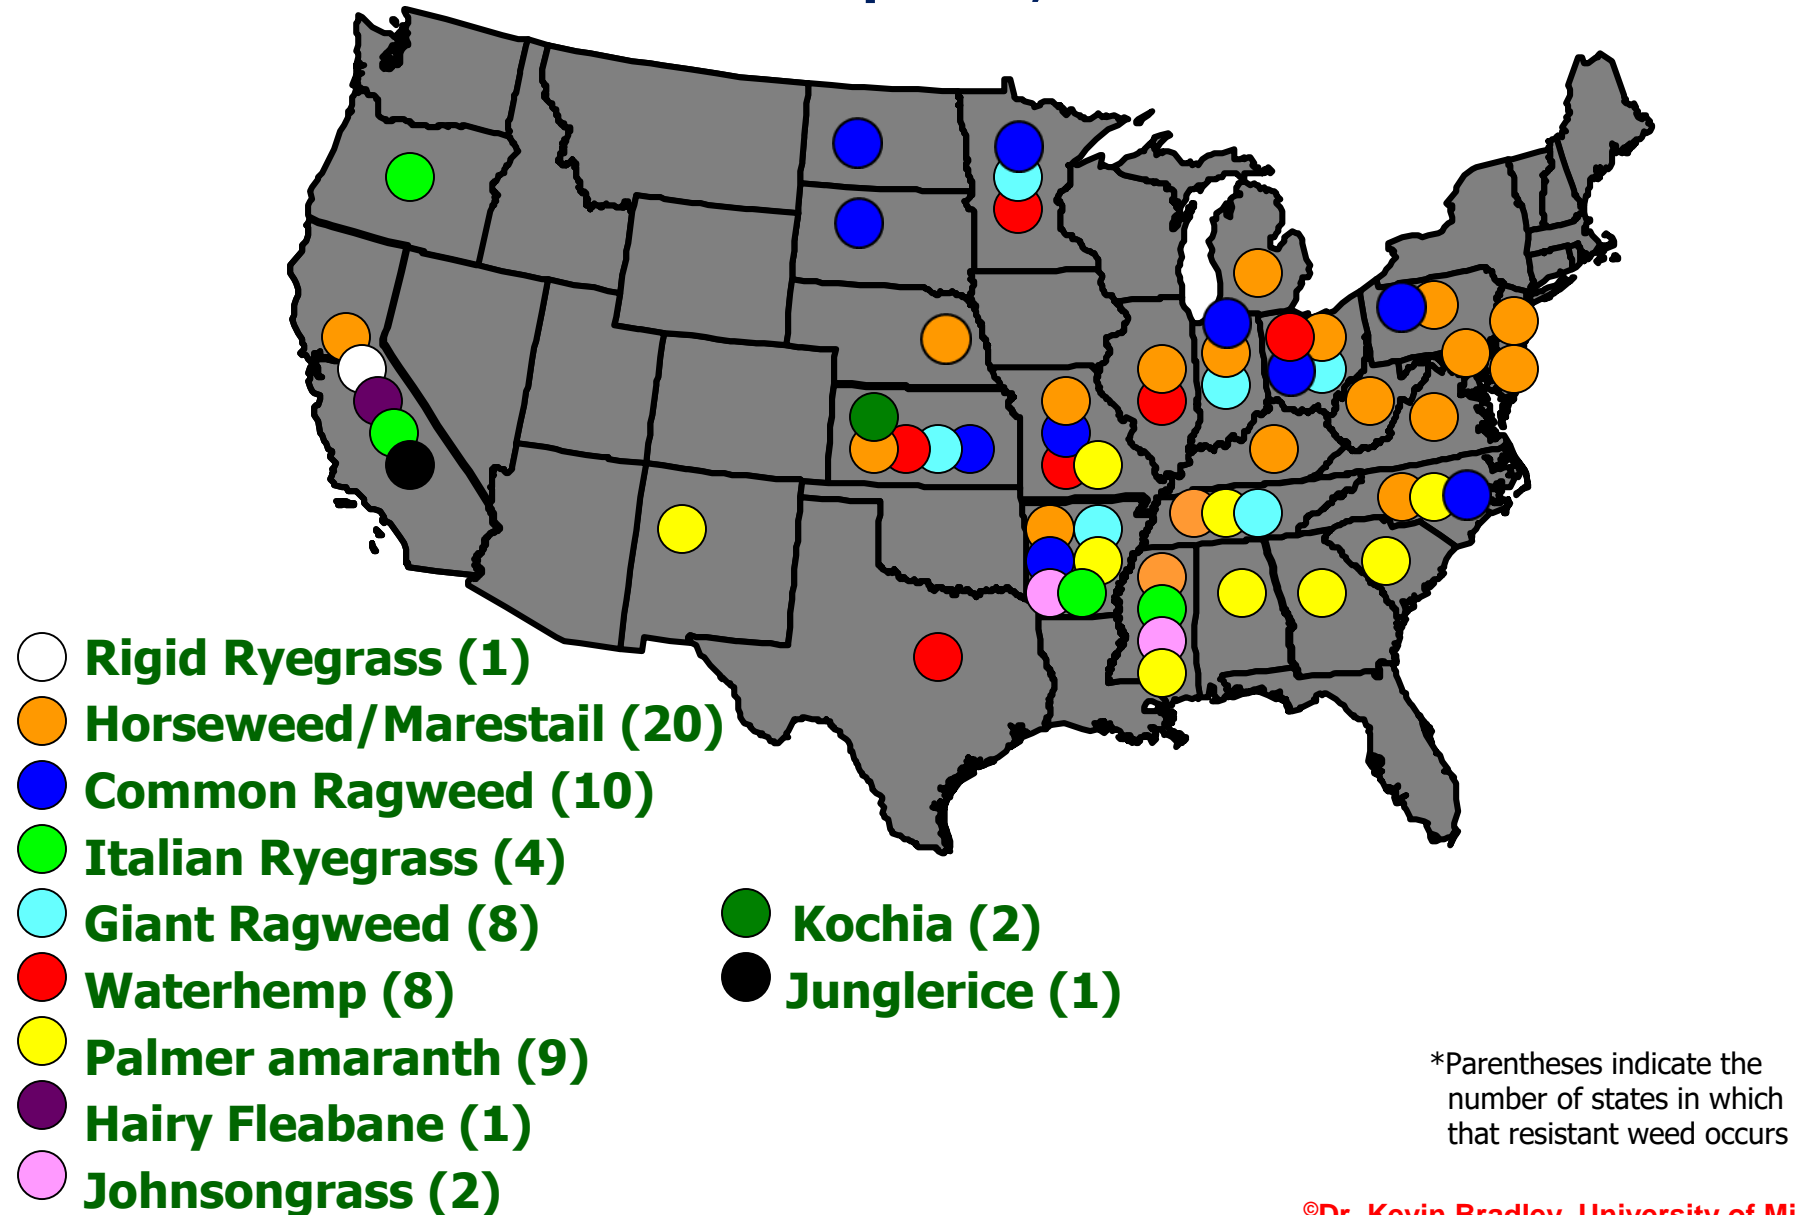 Rigid Ryegrass (1)
Horseweed/Marestail (20)
Common Ragweed (10)
Italian Ryegrass (4)
Giant Ragweed (8)
Waterhemp (8)
Palmer amaranth (9)
Hairy Fleabane (1)
Johnsongrass (2)
Kochia (2)
Junglerice (1)
*Parentheses indicate the
number of states in which
that resistant weed occurs
©Dr. Kevin Bradley, University of Mi